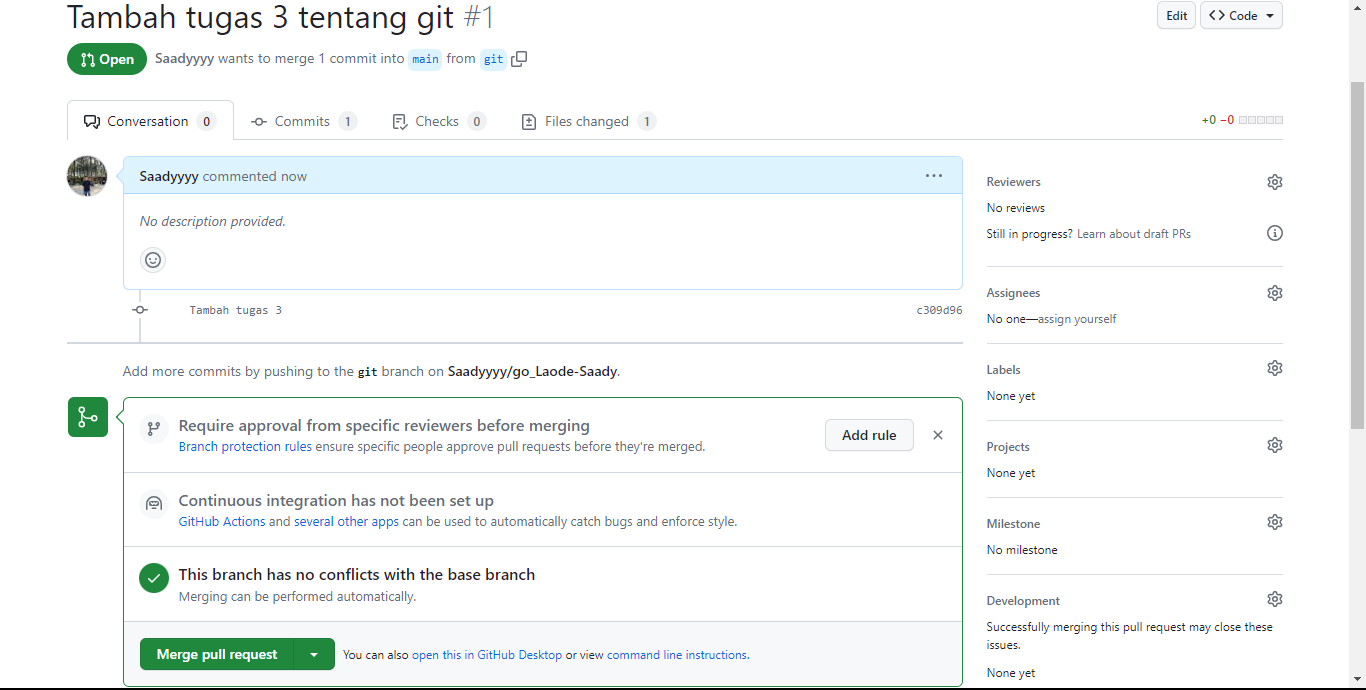 Tambah tugas 3 tentang git #1
Edit
Code
Open
Saadyyyy wants to merge 1 commit into main from git
Conversation 0
Commits 1
Checks 0
Files changed 1
+0 −0
Saadyyyy commented now
No description provided.
Tambah tugas 3
c309d96
Add more commits by pushing to the git branch on Saadyyyy/go_Laode-Saady.
Require approval from specific reviewers before merging
Branch protection rules ensure specific people approve pull requests before they're merged.
Add rule
Continuous integration has not been set up
GitHub Actions and several other apps can be used to automatically catch bugs and enforce style.
This branch has no conflicts with the base branch
Merging can be performed automatically.
Merge pull request
You can also open this in GitHub Desktop or view command line instructions.
Reviewers
No reviews
Still in progress? Learn about draft PRs
Assignees
No one—assign yourself
Labels
None yet
Projects
None yet
Milestone
No milestone
Development
Successfully merging this pull request may close these
issues.
None yet